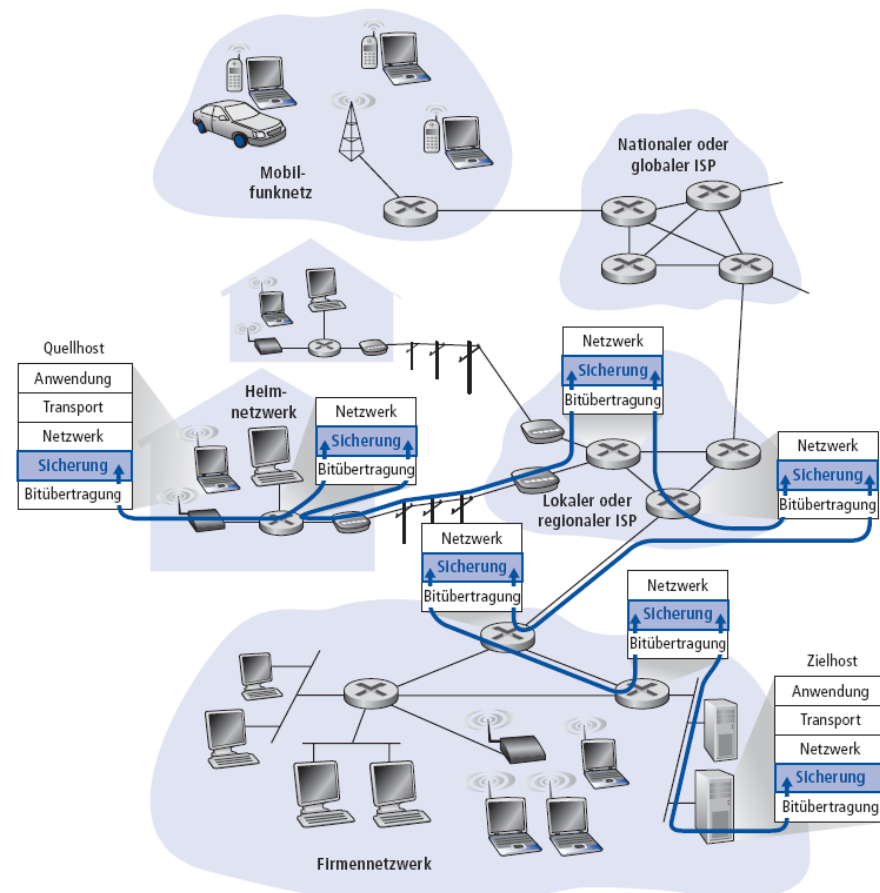 Mobil-
funknetz
Nationaler oder
globaler ISP
Quellhost
Anwendung
Transport
Netzwerk
Sicherung
Bitübertragung
Heim-
netzwerk
Netzwerk
Sicherung
Bitübertragung
Netzwerk
Sicherung
Bitübertragung
Lokaler oder
regionaler ISP
Netzwerk
Sicherung
Bitübertragung
Netzwerk
Sicherung
Bitübertragung
Netzwerk
Sicherung
Bitübertragung
Zielhost
Anwendung
Transport
Netzwerk
Sicherung
Bitübertragung
Firmennetzwerk